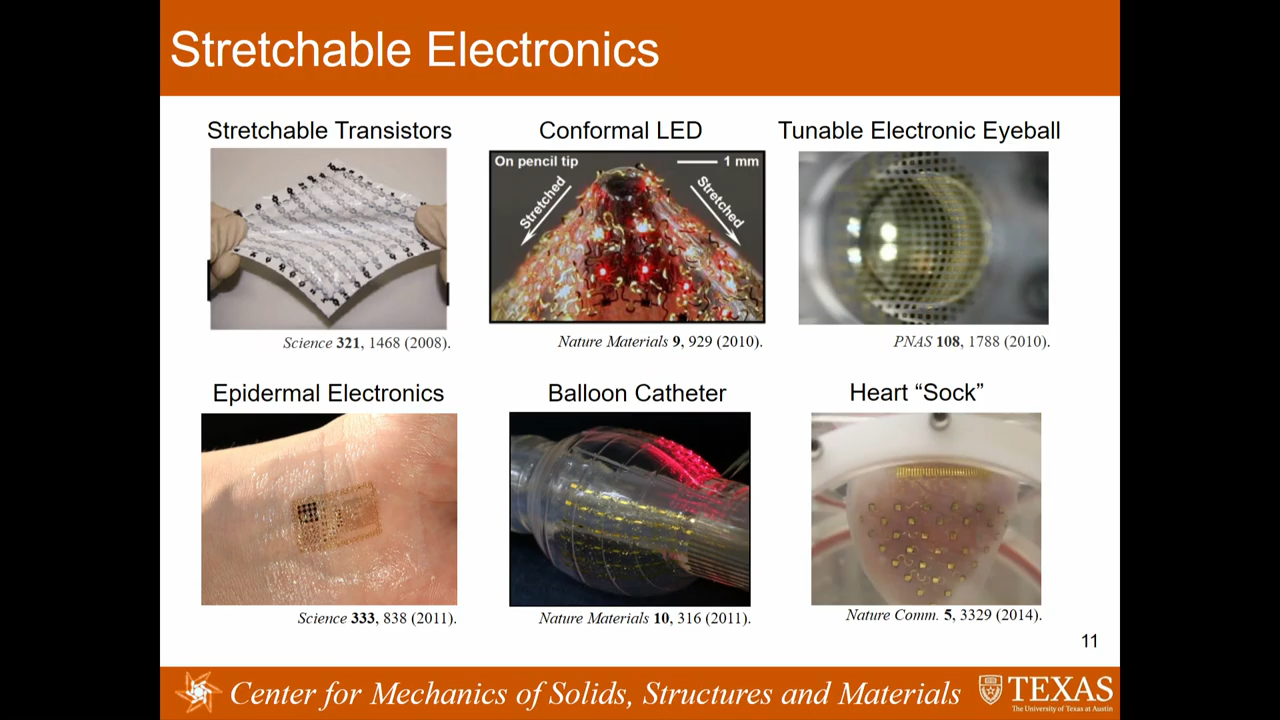 Stretchable Electronics
Stretchable Transistors
Conformal LED
Tunable Electronic Eyeball
On pencil tip
1 mm
Stretched
Stretched
Science 321, 1468 (2008).
Nature Materials 9, 929 (2010).
PNAS 108, 1788 (2010).
Epidermal Electronics
Balloon Catheter
Heart “Sock”
Science 333, 838 (2011).
Nature Materials 10, 316 (2011).
Nature Comm. 5, 3329 (2014).
11
Center for Mechanics of Solids, Structures and Materials
TEXAS
The University of Texas at Austin